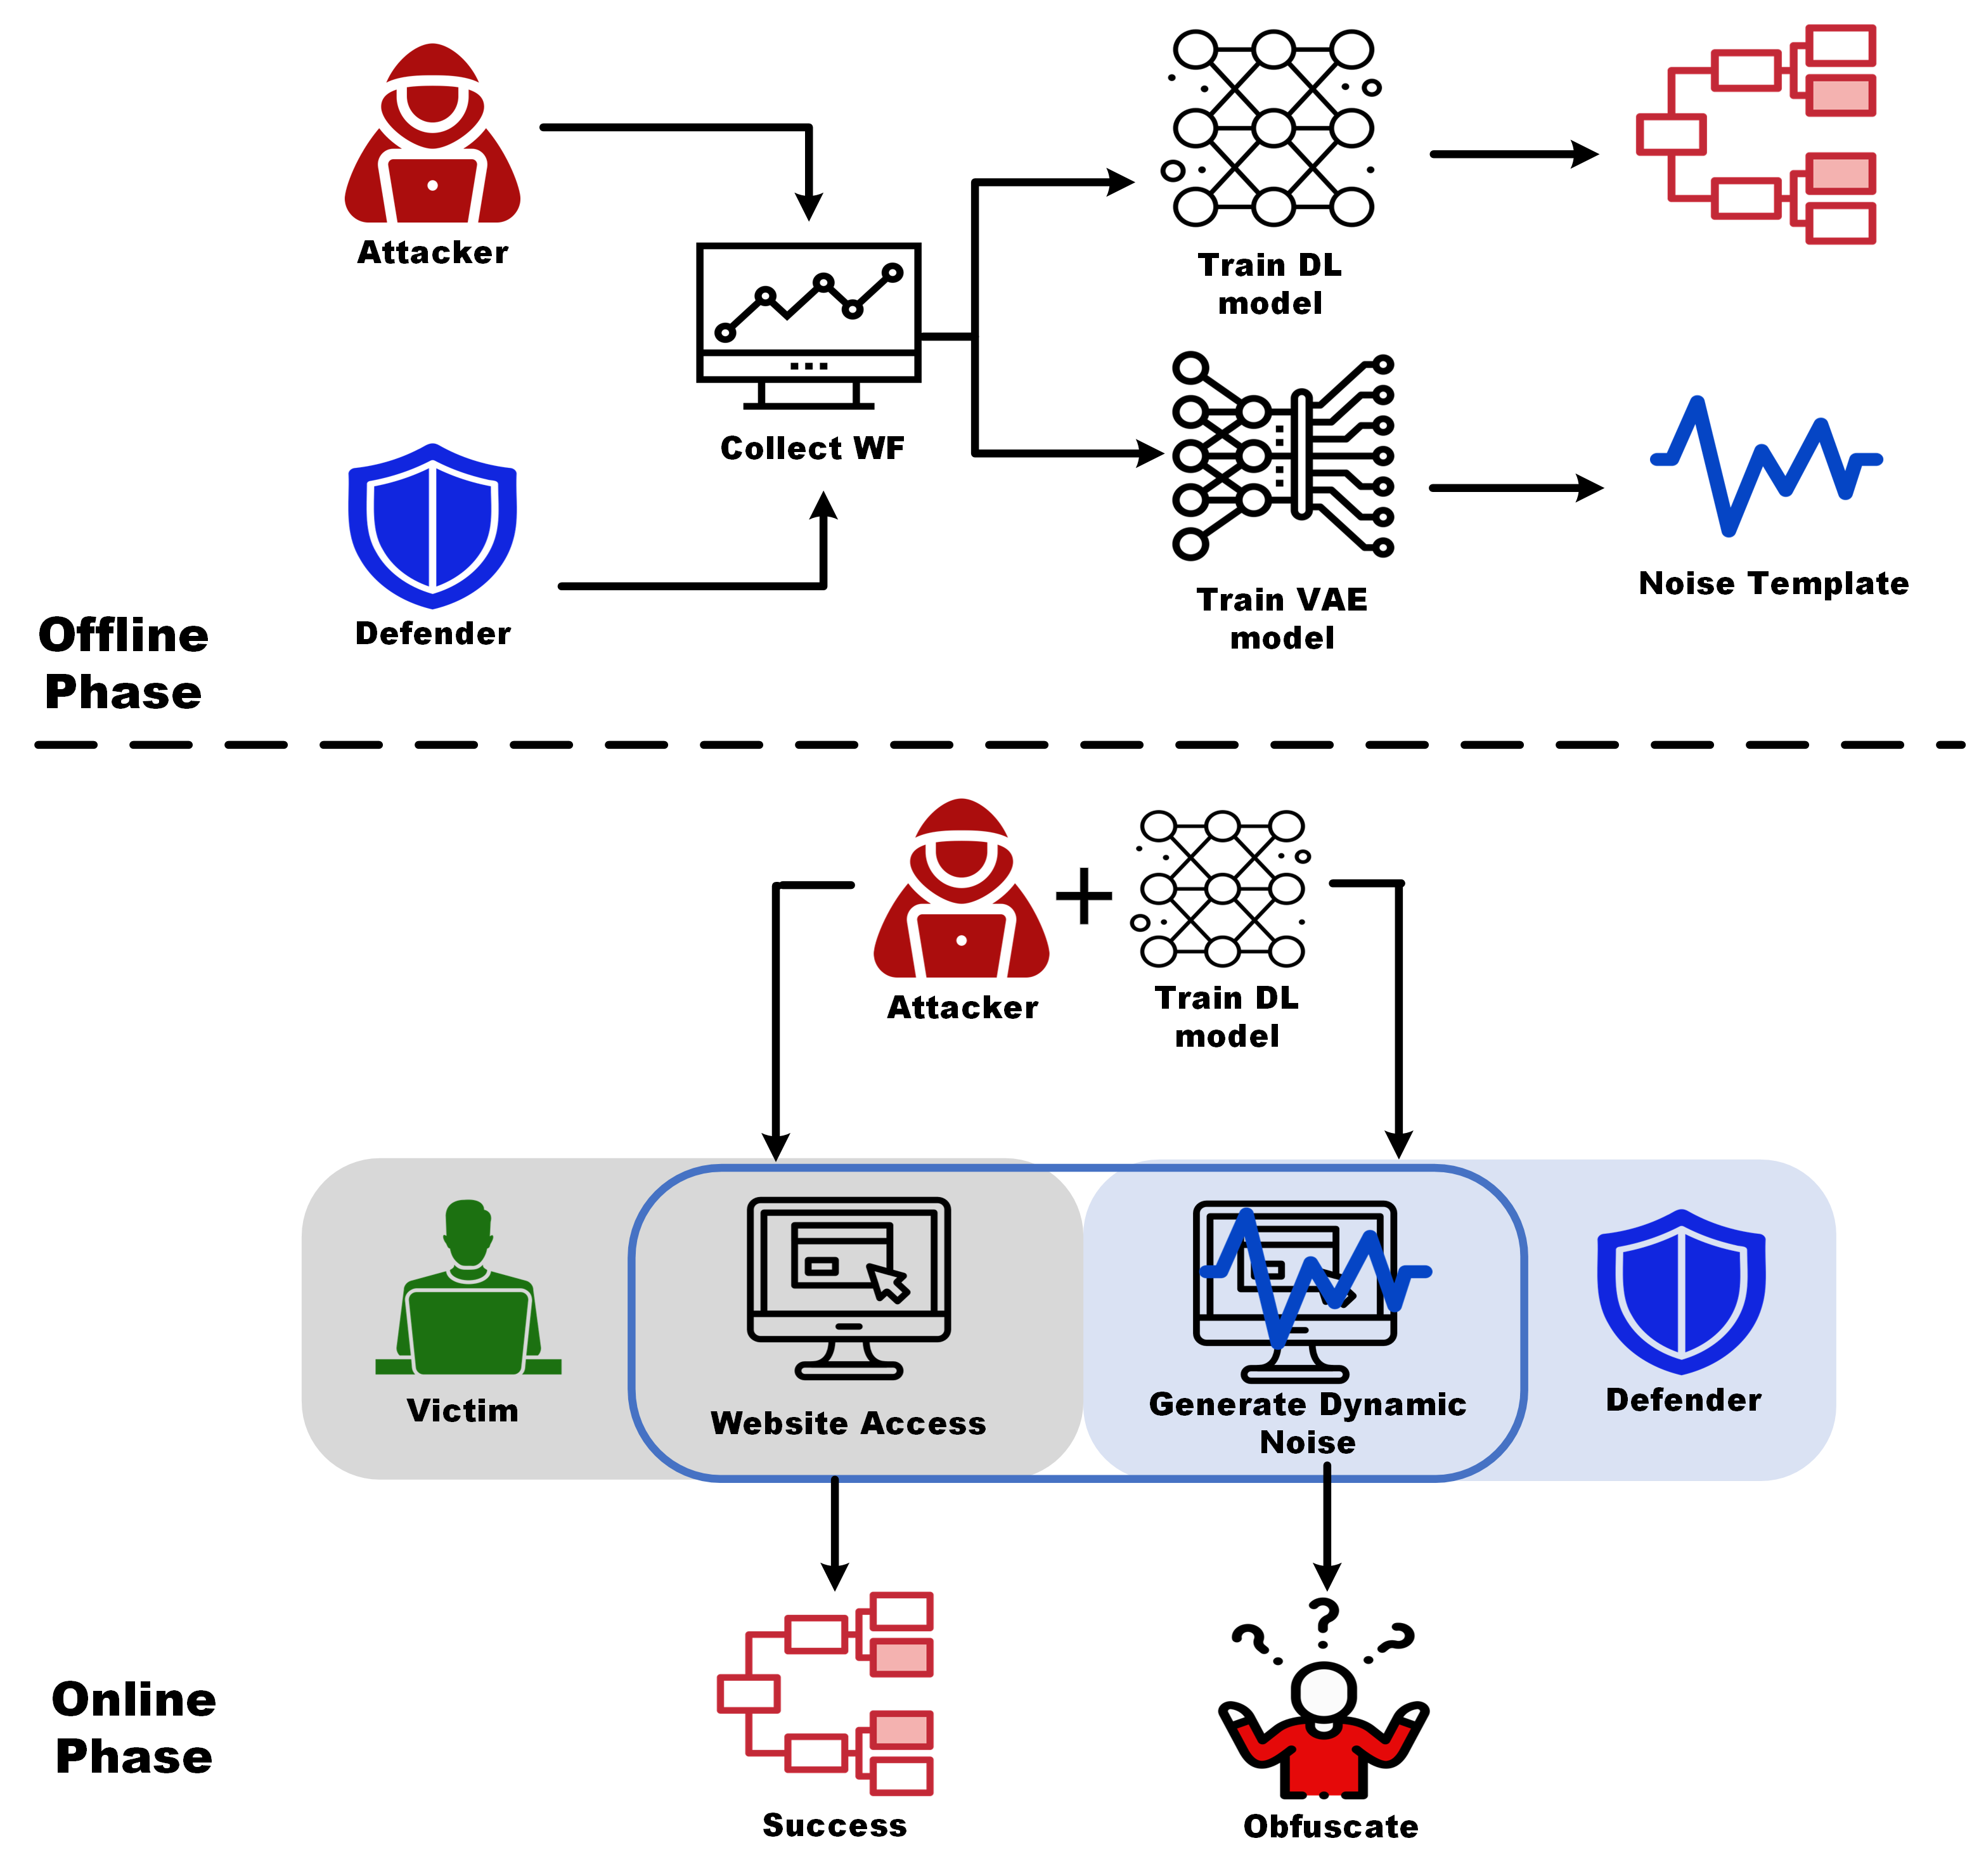 Attacker
Train DL
model
Collect WF
Noise Template
Train VAE
model
Defender
Offline
Phase
Attacker
Train DL
model
Victim
Website Access
Generate Dynamic
Noise
Defender
? ? ?
Online
Phase
Success
Obfuscate